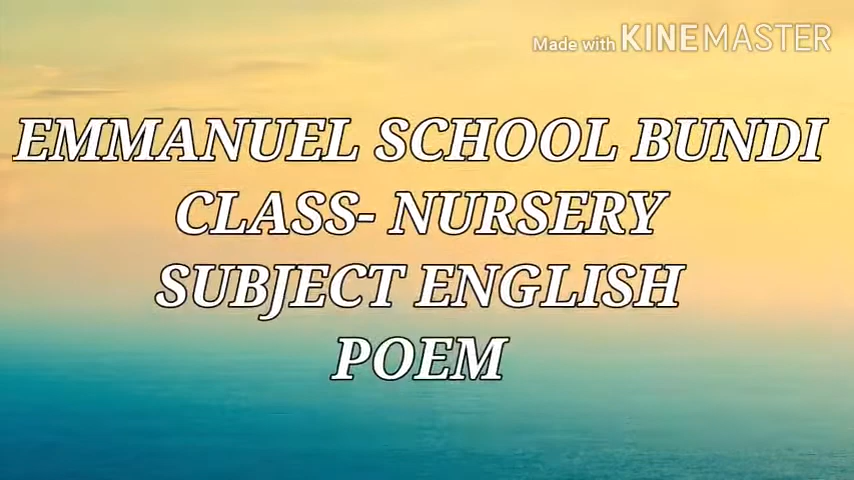 Made with KINEMASTER
EMMANUEL SCHOOL BUNDI
CLASS- NURSERY
SUBJECT ENGLISH
POEM